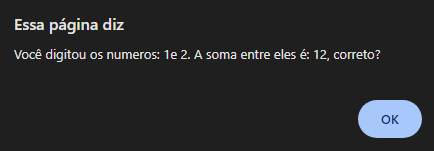 Essa página diz
Você digitou os numeros: 1e 2. A soma entre eles é: 12, correto?
OK